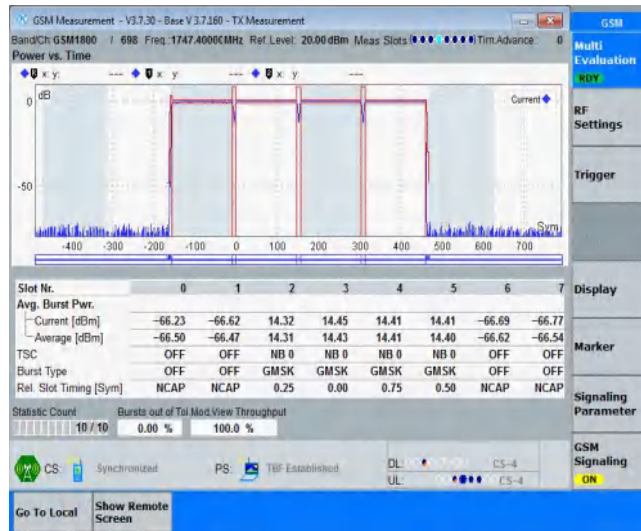 GSM Measurement - V3.7.30 - Base V 3.7.160 - TX Measurement
GSM
Band/Ch: GSM1800 / 698 Freq.:1747.40000MHz Ref.Level: 20.00 dBm Meas Slots Tim.Advance: 0
Power vs. Time
Multi
Evaluation
RDY
x y: --- x y --- x y ---
dB
Current
0
-50
Sym
-400 -300 -200 -100 0 100 200 300 400 500 600 700
RF
Settings
Trigger
Slot Nr. 0 1 2 3 4 5 6 7
Avg. Burst Pwr.
Current [dBm] -66.23 -66.62 14.32 14.45 14.41 14.41 -66.69 -66.77
Average [dBm] -66.50 -66.47 14.31 14.43 14.41 14.40 -66.62 -66.54
TSC OFF OFF NB 0 NB 0 NB 0 NB 0 OFF OFF
Burst Type OFF OFF GMSK GMSK GMSK GMSK OFF OFF
Rel. Slot Timing [Sym] NCAP NCAP 0.25 0.00 0.75 0.50 NCAP NCAP
Display
Marker
Signaling
Parameter
Statistic Count Bursts out of Tol. Mod.View Throughput
10 / 10 0.00 % 100.0 %
CS: Synchronized PS: TBF Established DL: CS-4
UL: CS-4
GSM
Signaling
ON
Go To Local
Show Remote
Screen